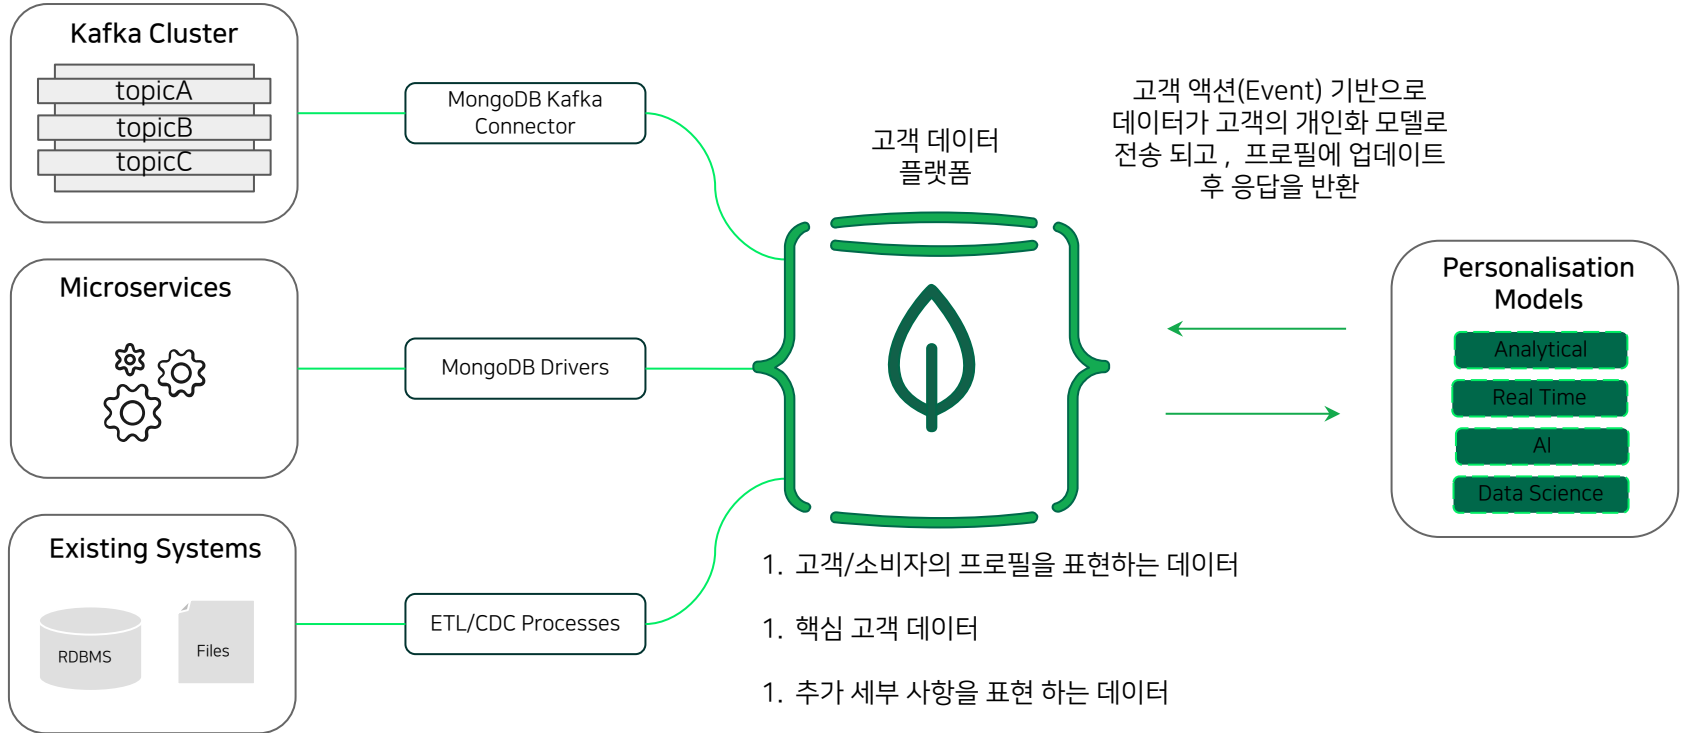 Kafka Cluster
topicA
topicB
topicC
MongoDB Kafka
Connector
Microservices
MongoDB Drivers
Existing Systems
RDBMS
Files
ETL/CDC Processes
고객 데이터
플랫폼
1. 고객/소비자의 프로필을 표현하는 데이터
1. 핵심 고객 데이터
1. 추가 세부 사항을 표현 하는 데이터
고객 액션(Event) 기반으로
데이터가 고객의 개인화 모델로
전송 되고 , 프로필에 업데이트
후 응답을 반환
Personalisation
Models
Analytical
Real Time
AI
Data Science